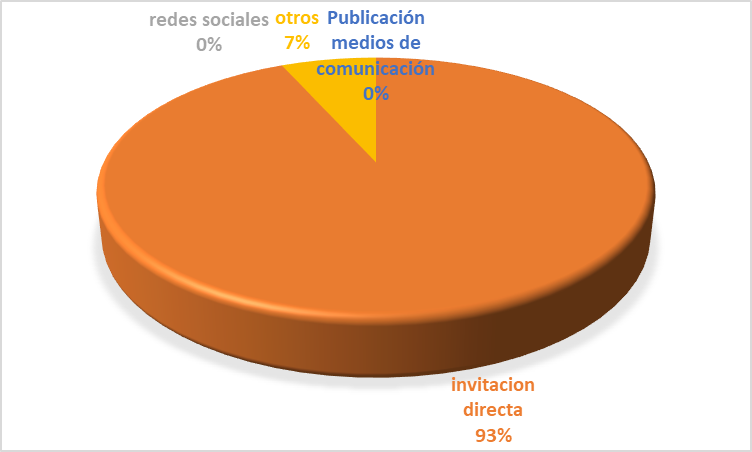 redes sociales
0%
otros
7%
Publicación
medios de
comunicación
0%
invitacion
directa
93%